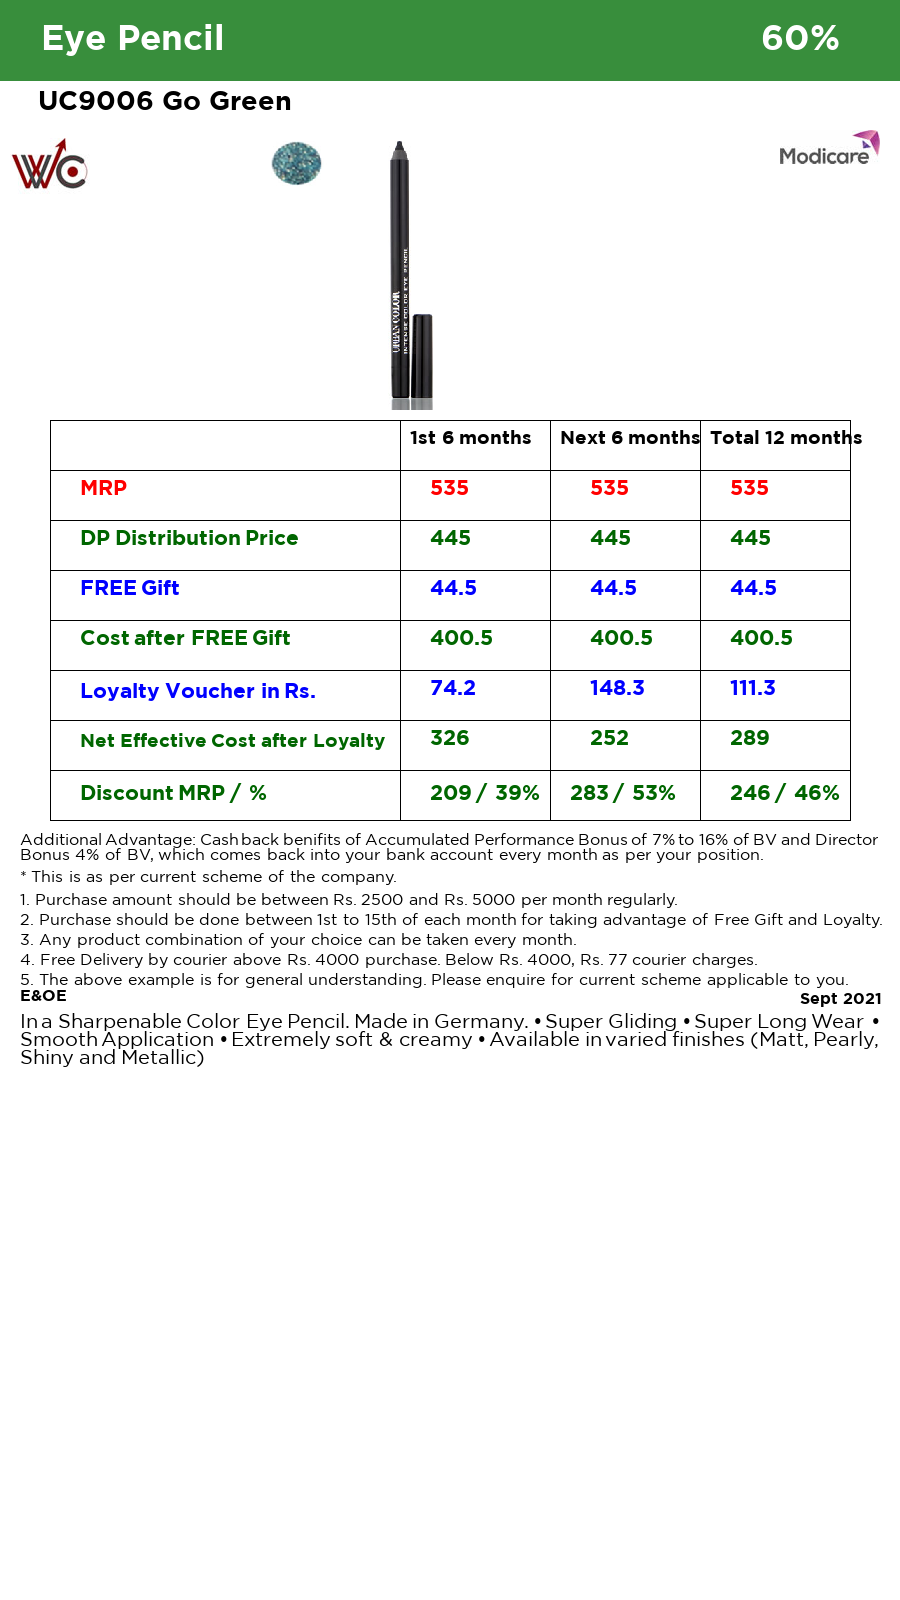 Eye Pencil 60%
UC9006 Go Green
WC
Modicare
URBAN COLOR
INTENSE COLOR EYE PENCIL
1st 6 months Next 6 months Total 12 months
MRP 535 535 535
DP Distribution Price 445 445 445
FREE Gift 44.5 44.5 44.5
Cost after FREE Gift 400.5 400.5 400.5
Loyalty Voucher in Rs. 74.2 148.3 111.3
Net Effective Cost after Loyalty 326 252 289
Discount MRP / % 209 / 39% 283 / 53% 246 / 46%
Additional Advantage: Cashback benifits of Accumulated Performance Bonus of 7% to 16% of BV and Director
Bonus 4% of BV, which comes back into your bank account every month as per your position.
* This is as per current scheme of the company.
1. Purchase amount should be between Rs. 2500 and Rs. 5000 per month regularly.
2. Purchase should be done between 1st to 15th of each month for taking advantage of Free Gift and Loyalty.
3. Any product combination of your choice can be taken every month.
4. Free Delivery by courier above Rs. 4000 purchase. Below Rs. 4000, Rs. 77 courier charges.
5. The above example is for general understanding. Please enquire for current scheme applicable to you.
E&OE Sept 2021
In a Sharpenable Color Eye Pencil. Made in Germany. • Super Gliding • Super Long Wear •
Smooth Application • Extremely soft & creamy • Available in varied finishes (Matt, Pearly,
Shiny and Metallic)